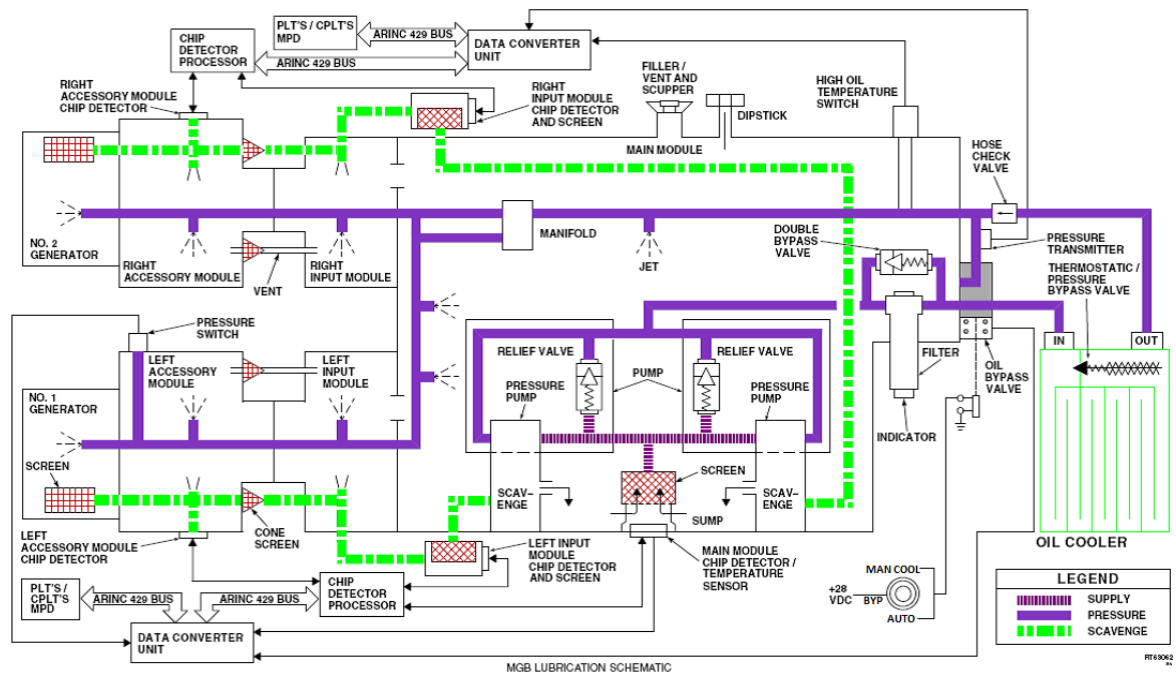 PLT'S / CPLT'S
MPD
ARINC 429 BUS
DATA CONVERTER
UNIT
CHIP
DETECTOR
PROCESSOR
ARINC 429 BUS
RIGHT
ACCESSORY MODULE
CHIP DETECTOR
RIGHT
INPUT MODULE
CHIP DETECTOR
AND SCREEN
FILLER /
VENT AND
SCUPPER
DIPSTICK
MAIN MODULE
HIGH OIL
TEMPERATURE
SWITCH
HOSE
CHECK
VALVE
NO. 2
GENERATOR
RIGHT
ACCESSORY MODULE
VENT
RIGHT
INPUT MODULE
MANIFOLD
JET
DOUBLE
BYPASS
VALVE
PRESSURE
TRANSMITTER
THERMOSTATIC /
PRESSURE
BYPASS VALVE
PRESSURE
SWITCH
LEFT
ACCESSORY
MODULE
LEFT
INPUT
MODULE
RELIEF VALVE
PUMP
RELIEF VALVE
PRESSURE
PUMP
PRESSURE
PUMP
FILTER
OIL
BYPASS
VALVE
IN
OUT
INDICATOR
NO. 1
GENERATOR
SCREEN
SCAV-
ENGE
SCREEN
SUMP
SCAV-
ENGE
CONE
SCREEN
LEFT
ACCESSORY MODULE
CHIP DETECTOR
LEFT INPUT
MODULE
CHIP DETECTOR
AND SCREEN
MAIN MODULE
CHIP DETECTOR /
TEMPERATURE
SENSOR
OIL COOLER
PLT'S /
CPLT'S
MPD
ARINC 429 BUS
ARINC 429 BUS
CHIP
DETECTOR
PROCESSOR
DATA CONVERTER
UNIT
MAN COOL
+28
VDC
BYP
AUTO
LEGEND
SUPPLY
PRESSURE
SCAVENGE
MGB LUBRICATION SCHEMATIC